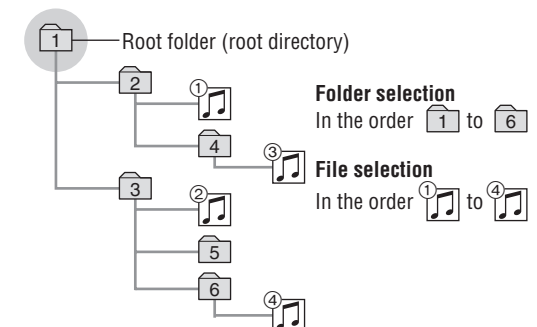 1 Root folder (root directory)
2
①
4
③
3
②
5
6
④
Folder selection
In the order 1 to 6
File selection
In the order ① to ④